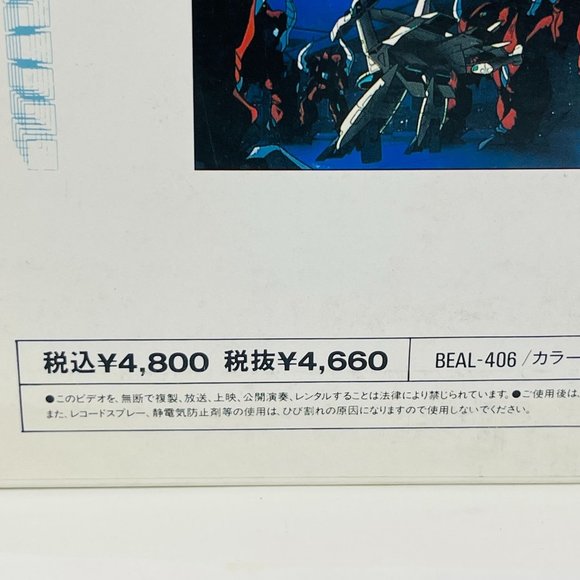 税込¥4,800 税抜¥4,660 BEAL-406/カラー
●このビデオを、無断で複製、放送、上映、公開演奏、レンタルすることは法律により禁じられています。●ご使用後は、
また、レコードスプレー、静電気防止剤等の使用は、ひび割れの原因になりますので使用しないでください。